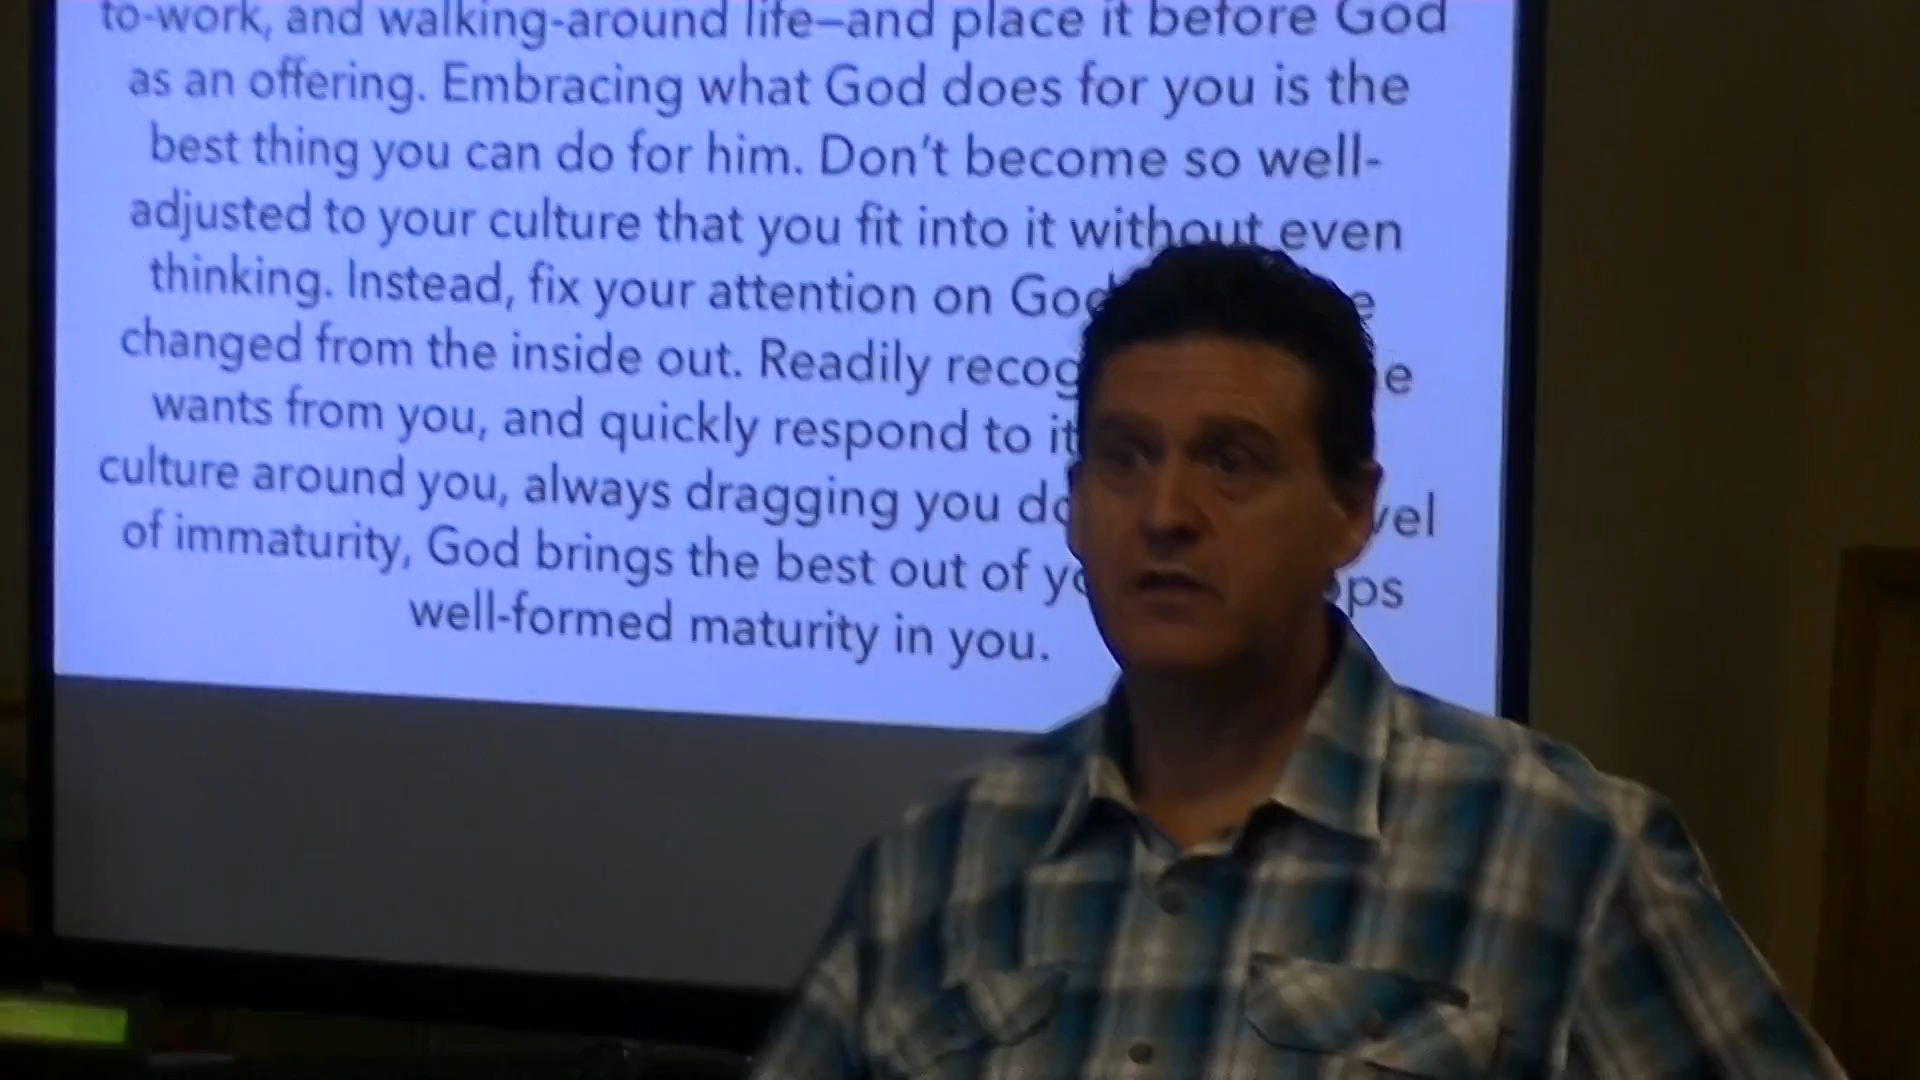 to-work, and walking-around life—and place it before God
as an offering. Embracing what God does for you is the
best thing you can do for him. Don't become so well-
adjusted to your culture that you fit into it without even
thinking. Instead, fix your attention on
changed from the inside out. Readily
wants from you, and quickly respond to it
culture around you, always dragging you
of immaturity, God brings the best out of
well-formed maturity in you.